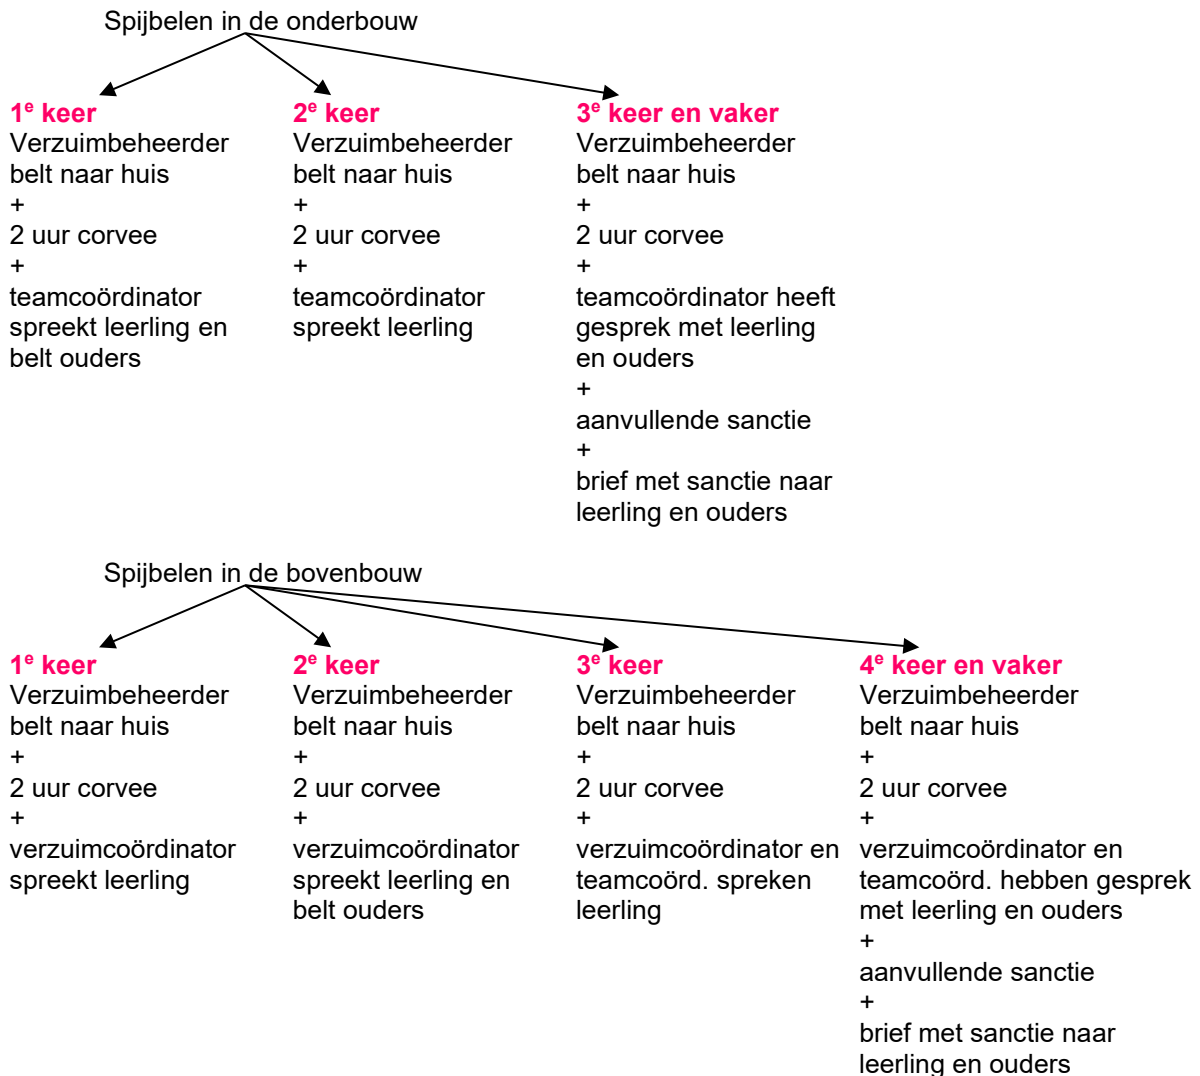 Spijbelen in de onderbouw
1e keer
Verzuimbeheerder
belt naar huis
+
2 uur corvee
+
teamcoördinator
spreekt leerling en
belt ouders
2e keer
Verzuimbeheerder
belt naar huis
+
2 uur corvee
+
teamcoördinator
spreekt leerling
3e keer en vaker
Verzuimbeheerder
belt naar huis
+
2 uur corvee
+
teamcoördinator heeft
gesprek met leerling
en ouders
+
aanvullende sanctie
+
brief met sanctie naar
leerling en ouders
Spijbelen in de bovenbouw
1e keer
Verzuimbeheerder
belt naar huis
+
2 uur corvee
+
verzuimcoördinator
spreekt leerling
2e keer
Verzuimbeheerder
belt naar huis
+
2 uur corvee
+
verzuimcoördinator
spreekt leerling en
belt ouders
3e keer
Verzuimbeheerder
belt naar huis
+
2 uur corvee
+
verzuimcoördinator en
teamcoörd. spreken
leerling
4e keer en vaker
Verzuimbeheerder
belt naar huis
+
2 uur corvee
+
verzuimcoördinator en
teamcoörd. hebben gesprek
met leerling en ouders
+
aanvullende sanctie
+
brief met sanctie naar
leerling en ouders